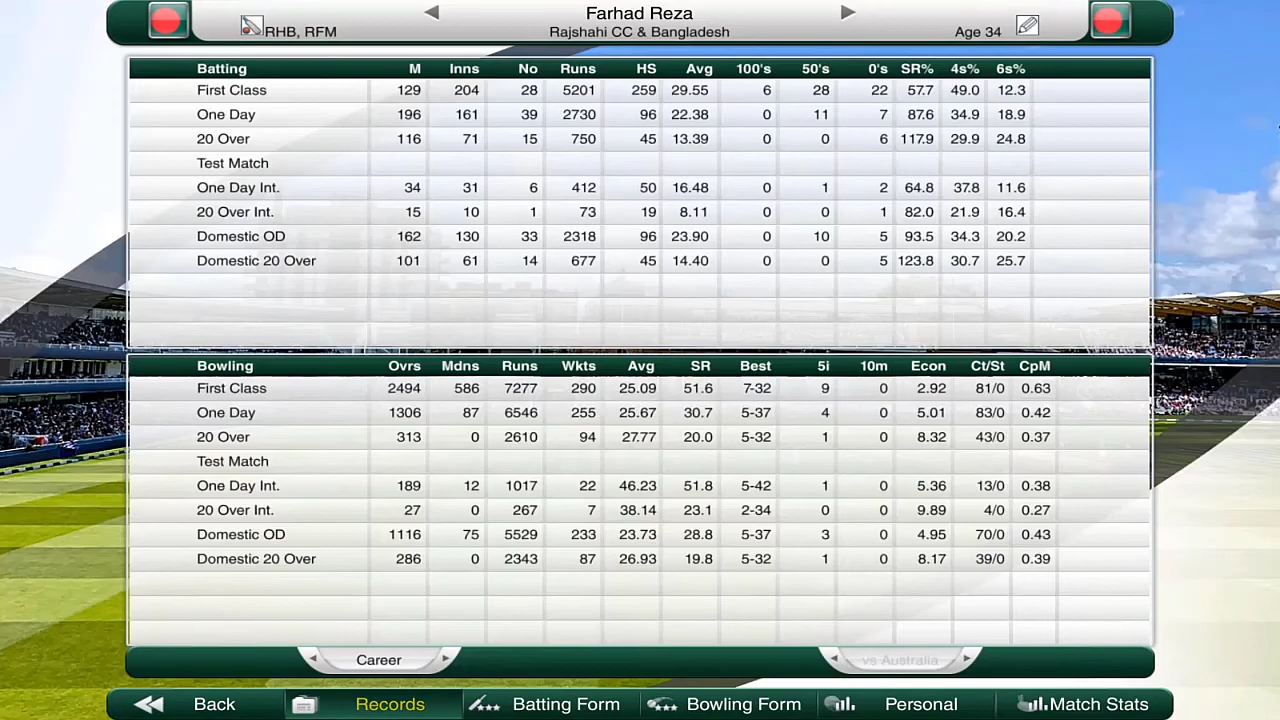 Farhad Reza
RHB, RFM Rajshahi CC & Bangladesh Age 34
Batting M Inns No Runs HS Avg 100's 50's 0's SR% 4s% 6s%
First Class 129 204 28 5201 259 29.55 6 28 22 57.7 49.0 12.3
One Day 196 161 39 2730 96 22.38 0 11 7 87.6 34.9 18.9
20 Over 116 71 15 750 45 13.39 0 0 6 117.9 29.9 24.8
Test Match
One Day Int. 34 31 6 412 50 16.48 0 1 2 64.8 37.8 11.6
20 Over Int. 15 10 1 73 19 8.11 0 0 1 82.0 21.9 16.4
Domestic OD 162 130 33 2318 96 23.90 0 10 5 93.5 34.3 20.2
Domestic 20 Over 101 61 14 677 45 14.40 0 0 5 123.8 30.7 25.7
Bowling Ovrs Mdns Runs Wkts Avg SR Best 5i 10m Econ Ct/St CpM
First Class 2494 586 7277 290 25.09 51.6 7-32 9 0 2.92 81/0 0.63
One Day 1306 87 6546 255 25.67 30.7 5-37 4 0 5.01 83/0 0.42
20 Over 313 0 2610 94 27.77 20.0 5-32 1 0 8.32 43/0 0.37
Test Match
One Day Int. 189 12 1017 22 46.23 51.8 5-42 1 0 5.36 13/0 0.38
20 Over Int. 27 0 267 7 38.14 23.1 2-34 0 0 9.89 4/0 0.27
Domestic OD 1116 75 5529 233 23.73 28.8 5-37 3 0 4.95 70/0 0.43
Domestic 20 Over 286 0 2343 87 26.93 19.8 5-32 1 0 8.17 39/0 0.39
Career vs Australia
Back Records Batting Form Bowling Form Personal Match Stats